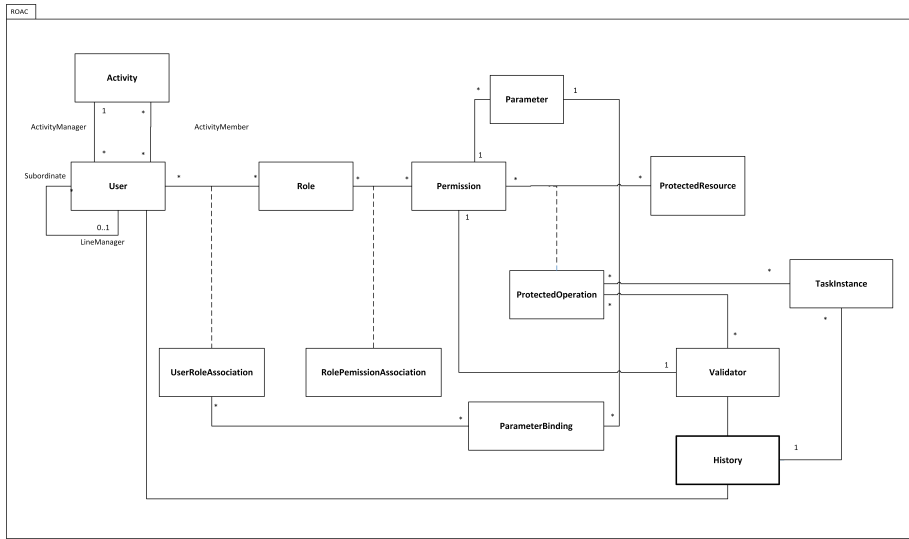 ROAC
Activity
Parameter
* 1
1 *
ActivityManager
ActivityMember
* *
1
Subordinate
User
* *
Role
* *
Permission
* *
ProtectedResource
*
0..1
LineManager
1
ProtectedOperation
*
*
*
TaskInstance
*
*
UserRoleAssociation
RolePemissionAssociation
1
Validator
*
*
ParameterBinding
*
History
1